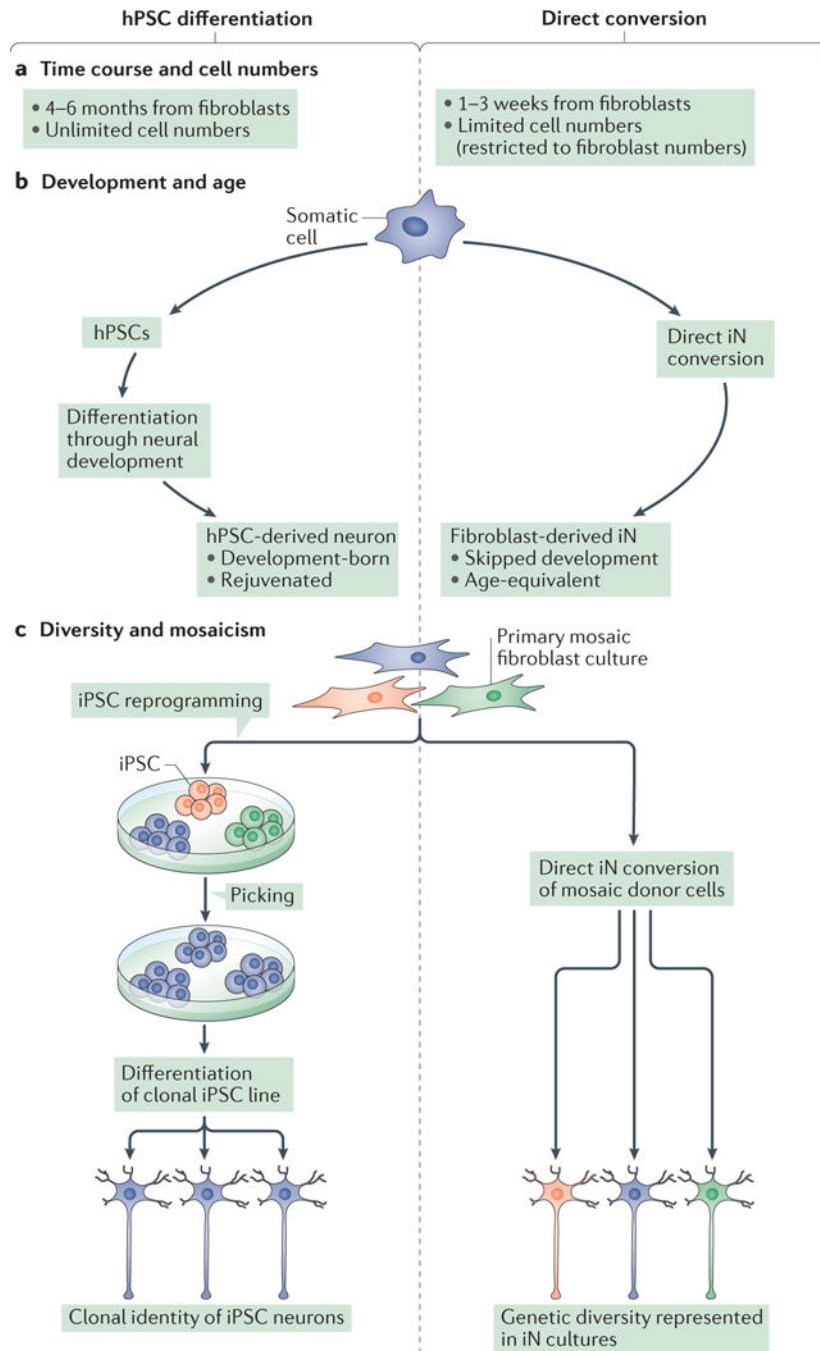 hPSC differentiation
Direct conversion
a Time course and cell numbers
• 4–6 months from fibroblasts
• Unlimited cell numbers
• 1–3 weeks from fibroblasts
• Limited cell numbers
(restricted to fibroblast numbers)
b Development and age
Somatic
cell
hPSCs
Direct iN
conversion
Differentiation
through neural
development
hPSC-derived neuron
• Development-born
• Rejuvenated
Fibroblast-derived iN
• Skipped development
• Age-equivalent
c Diversity and mosaicism
Primary mosaic
fibroblast culture
iPSC reprogramming
iPSC
Picking
Direct iN conversion
of mosaic donor cells
Differentiation
of clonal iPSC line
Clonal identity of iPSC neurons
Genetic diversity represented
in iN cultures
Nature Reviews | Genetics